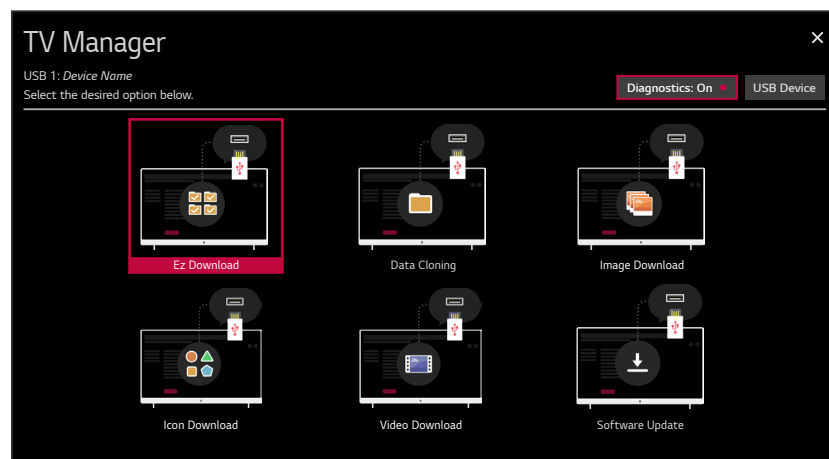 TV Manager
USB 1: Device Name
Select the desired option below.
Diagnostics: On
USB Device
Ez Download
Data Cloning
Image Download
Icon Download
Video Download
Software Update